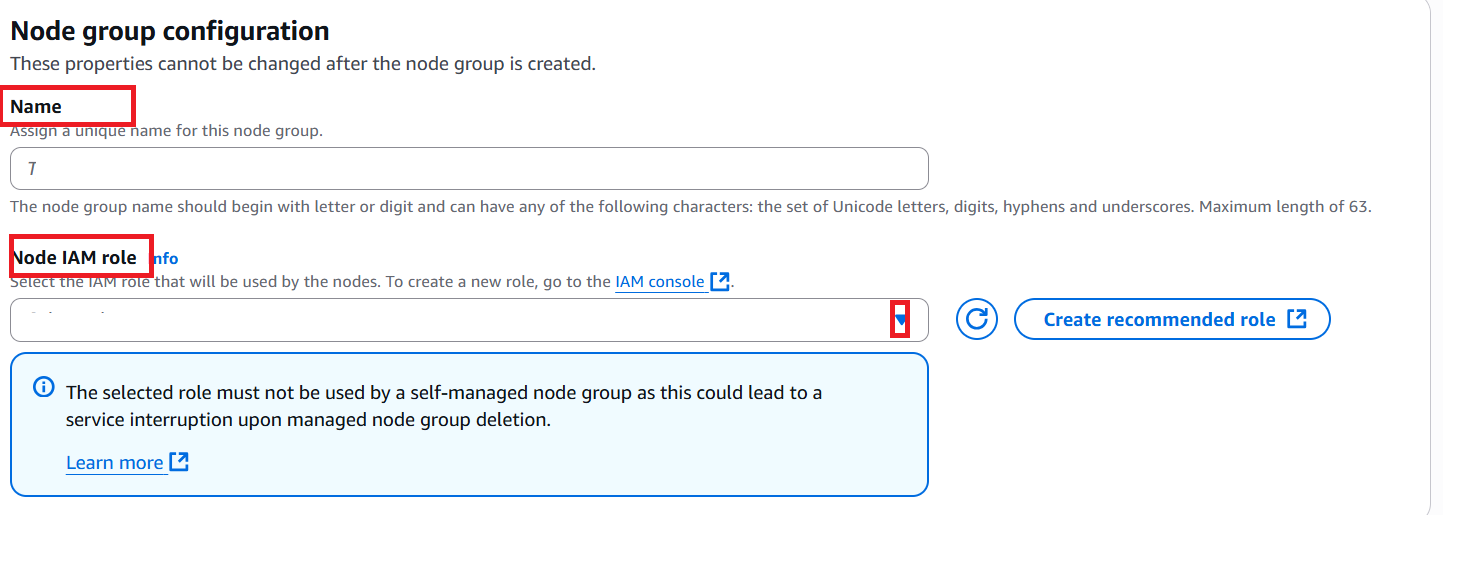 Node group configuration
These properties cannot be changed after the node group is created.
Name
Assign a unique name for this node group.
The node group name should begin with letter or digit and can have any of the following characters: the set of Unicode letters, digits, hyphens and underscores. Maximum length of 63.
Node IAM role Info
Select the IAM role that will be used by the nodes. To create a new role, go to the IAM console.
Create recommended role
The selected role must not be used by a self-managed node group as this could lead to a
service interruption upon managed node group deletion.
Learn more